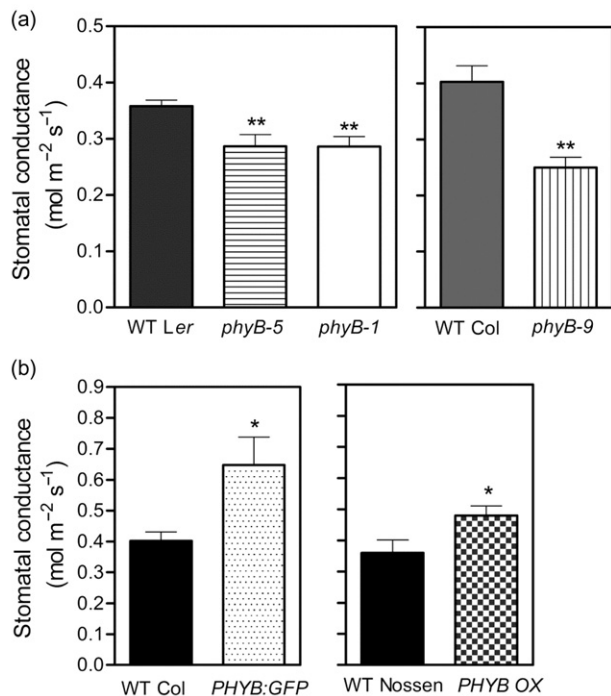 (a)
Stomatal conductance
(mol m⁻² s⁻¹)
0.5
0.4
0.3
0.2
0.1
0.0
**
**
**
WT Ler
phyB-5
phyB-1
WT Col
phyB-9
(b)
Stomatal conductance
(mol m⁻² s⁻¹)
0.9
0.8
0.7
0.6
0.5
0.4
0.3
0.2
0.1
0.0
*
*
WT Col
PHYB:GFP
WT Nossen
PHYB OX